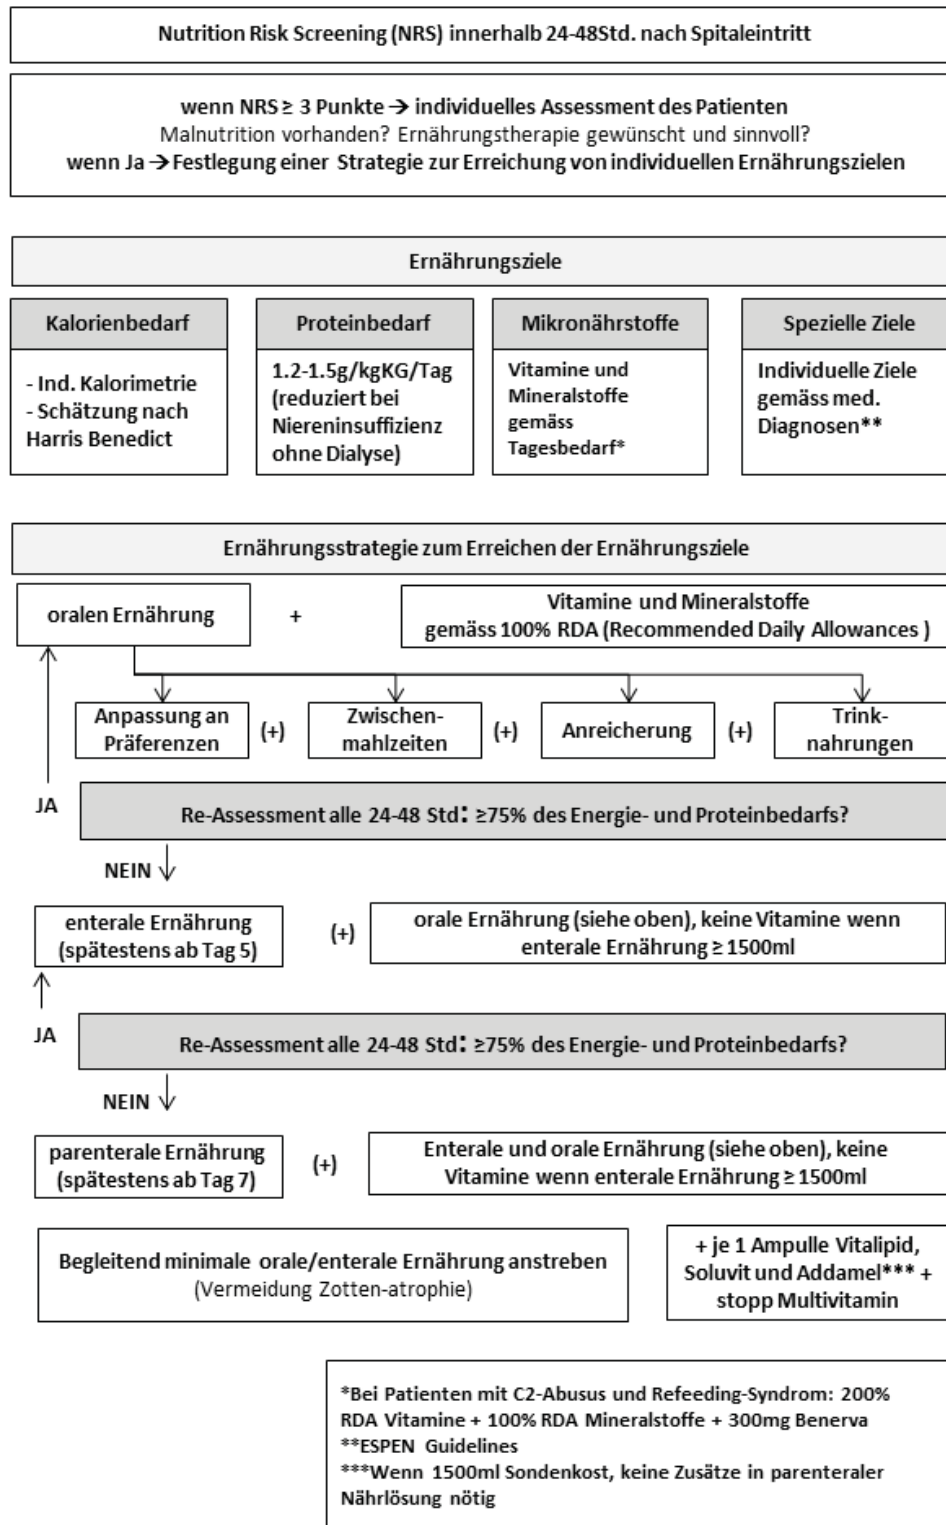 Nutrition Risk Screening (NRS) innerhalb 24-48Std. nach Spitaleintritt
wenn NRS ≥ 3 Punkte → individuelles Assessment des Patienten
Malnutrition vorhanden? Ernährungstherapie gewünscht und sinnvoll?
wenn Ja → Festlegung einer Strategie zur Erreichung von individuellen Ernährungszielen
Ernährungsziele
Kalorienbedarf
- Ind. Kalorimetrie
- Schätzung nach
Harris Benedict
Proteinbedarf
1.2-1.5g/kgKG/Tag
(reduziert bei
Niereninsuffizienz
ohne Dialyse)
Mikronährstoffe
Vitamine und
Mineralstoffe
gemäss
Tagesbedarf*
Spezielle Ziele
Individuelle Ziele
gemäss med.
Diagnosen**
Ernährungsstrategie zum Erreichen der Ernährungsziele
oralen Ernährung
+
Vitamine und Mineralstoffe
gemäss 100% RDA (Recommended Daily Allowances )
Anpassung an
Präferenzen
(+)
Zwischen-
mahlzeiten
(+)
Anreicherung
(+)
Trink-
nahrungen
JA
Re-Assessment alle 24-48 Std: ≥75% des Energie- und Proteinbedarfs?
NEIN
enterale Ernährung
(spätestens ab Tag 5)
(+)
orale Ernährung (siehe oben), keine Vitamine wenn
enterale Ernährung ≥ 1500ml
JA
Re-Assessment alle 24-48 Std: ≥75% des Energie- und Proteinbedarfs?
NEIN
parenterale Ernährung
(spätestens ab Tag 7)
(+)
Enterale und orale Ernährung (siehe oben), keine
Vitamine wenn enterale Ernährung ≥ 1500ml
Begleitend minimale orale/enterale Ernährung anstreben
(Vermeidung Zotten-atrophie)
+ je 1 Ampulle Vitalipid,
Soluvit und Addamel*** +
stopp Multivitamin
*Bei Patienten mit C2-Abusus und Refeeding-Syndrom: 200%
RDA Vitamine + 100% RDA Mineralstoffe + 300mg Benerva
**ESPEN Guidelines
***Wenn 1500ml Sondenkost, keine Zusätze in parenteraler
Nährlösung nötig